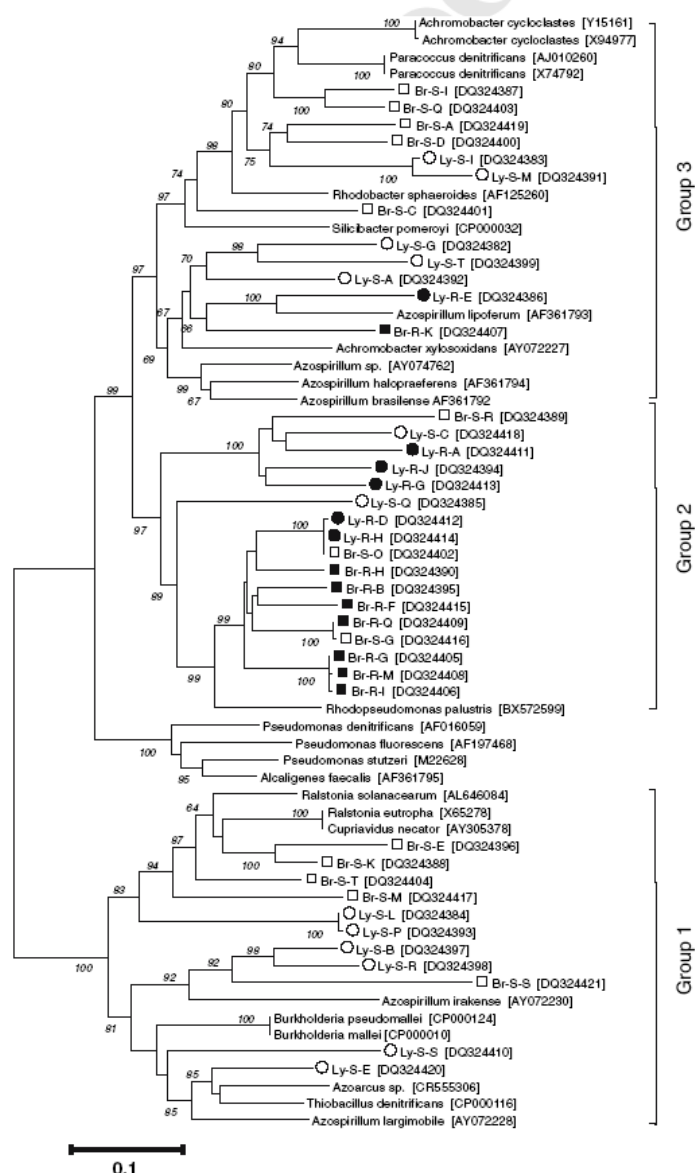 100 Achromobacter cycloclastes [Y15161]
94 Achromobacter cycloclastes [X94977]
Paracoccus denitrificans [AJ010260]
80 100 Paracoccus denitrificans [X74792]
Br-S-I [DQ324387]
80 100 Br-S-Q [DQ324403]
74 Br-S-A [DQ324419]
Br-S-D [DQ324400]
98 75 Ly-S-I [DQ324383]
74 100 Ly-S-M [DQ324391]
97 Rhodobacter sphaeroides [AF125260]
Br-S-C [DQ324401]
Silicibacter pomeroyi [CP000032]
98 Ly-S-G [DQ324382]
97 70 Ly-S-T [DQ324399]
Ly-S-A [DQ324392]
100 Ly-R-E [DQ324386]
67 Azospirillum lipoferum [AF361793]
66 Br-R-K [DQ324407]
Achromobacter xylosoxidans [AY072227]
69 Azospirillum sp. [AY074762]
99 99 Azospirillum halopraeferens [AF361794]
67 Azospirillum brasilense AF361792
Group 3
Br-S-R [DQ324389]
Ly-S-C [DQ324418]
100 Ly-R-A [DQ324411]
Ly-R-J [DQ324394]
Ly-R-G [DQ324413]
97 Ly-S-Q [DQ324385]
100 Ly-R-D [DQ324412]
Ly-R-H [DQ324414]
Br-S-O [DQ324402]
Br-R-H [DQ324390]
89 Br-R-B [DQ324395]
Br-R-F [DQ324415]
99 Br-R-Q [DQ324409]
100 Br-S-G [DQ324416]
Br-R-G [DQ324405]
99 100 Br-R-M [DQ324408]
Br-R-I [DQ324406]
Rhodopseudomonas palustris [BX572599]
Group 2
Pseudomonas denitrificans [AF016059]
100 Pseudomonas fluorescens [AF197468]
Pseudomonas stutzeri [M22628]
95 Alcaligenes faecalis [AF361795]
Ralstonia solanacearum [AL646084]
64 100 Ralstonia eutropha [X65278]
Cupriavidus necator [AY305378]
87 Br-S-E [DQ324396]
94 100 Br-S-K [DQ324388]
Br-S-T [DQ324404]
83 Br-S-M [DQ324417]
Ly-S-L [DQ324384]
100 Ly-S-P [DQ324393]
98 Ly-S-B [DQ324397]
100 92 92 Ly-S-R [DQ324398]
Br-S-S [DQ324421]
Azospirillum irakense [AY072230]
81 100 Burkholderia pseudomallei [CP000124]
Burkholderia mallei [CP000010]
Ly-S-S [DQ324410]
85 Ly-S-E [DQ324420]
Azoarcus sp. [CR555306]
85 Thiobacillus denitrificans [CP000116]
Azospirillum largimobile [AY072228]
Group 1
0.1